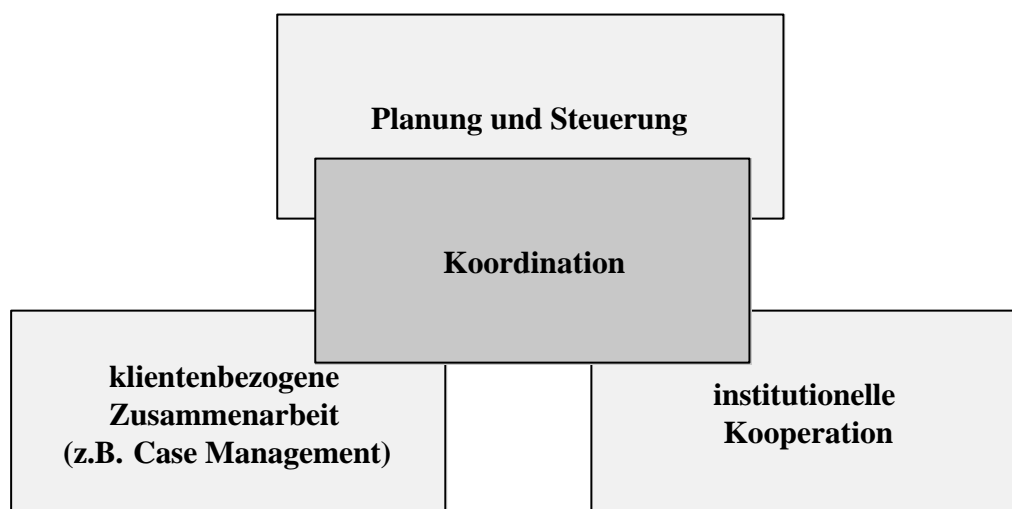 Planung und Steuerung
Koordination
klientenbezogene
Zusammenarbeit
(z.B. Case Management)
institutionelle
Kooperation